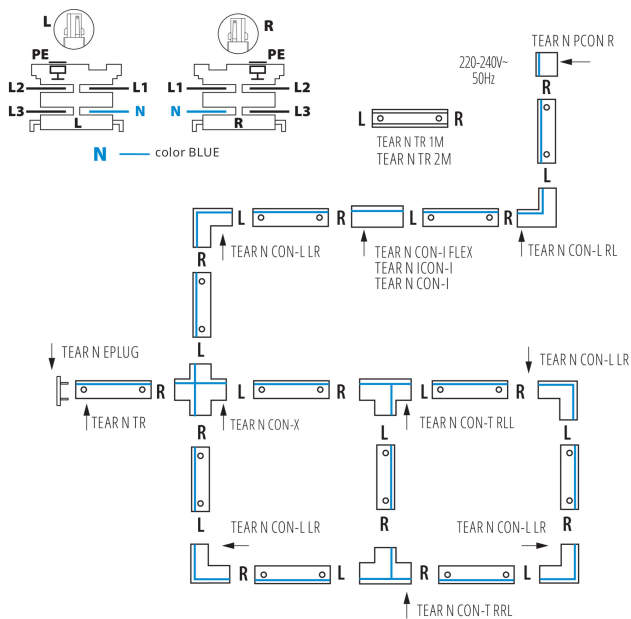 L
R
PE
PE
L2
L1
L1
L2
L3
N
N
L3
L
R
N
color BLUE
TEAR N PCON R
220-240V~
50Hz
R
L
R
TEAR N TR 1M
TEAR N TR 2M
L
L
R
L
R
TEAR N CON-L LR
TEAR N CON-I FLEX
TEAR N ICON-I
TEAR N CON-I
TEAR N CON-L RL
R
L
TEAR N EPLUG
TEAR N CON-L LR
R
L
R
L
R
TEAR N TR
TEAR N CON-X
TEAR N CON-T RLL
R
L
L
L
R
R
TEAR N CON-L LR
TEAR N CON-L LR
R
L
R
L
TEAR N CON-T RRL